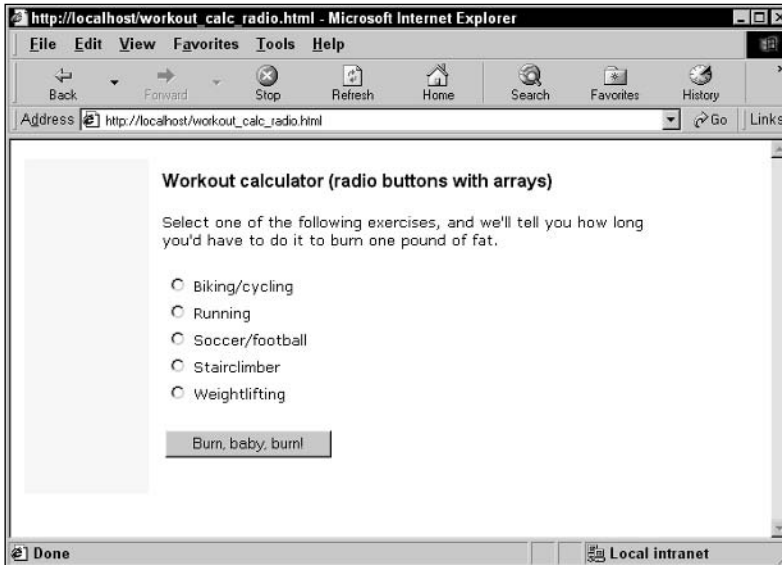 http://localhost/workout_calc_radio.html - Microsoft Internet Explorer
File Edit View Favorites Tools Help
Back Forward Stop Refresh Home Search Favorites History
Address http://localhost/workout_calc_radio.html Go Links
Workout calculator (radio buttons with arrays)
Select one of the following exercises, and we'll tell you how long
you'd have to do it to burn one pound of fat.
Biking/cycling
Running
Soccer/football
Stairclimber
Weightlifting
Burn, baby, burn!
Done Local intranet